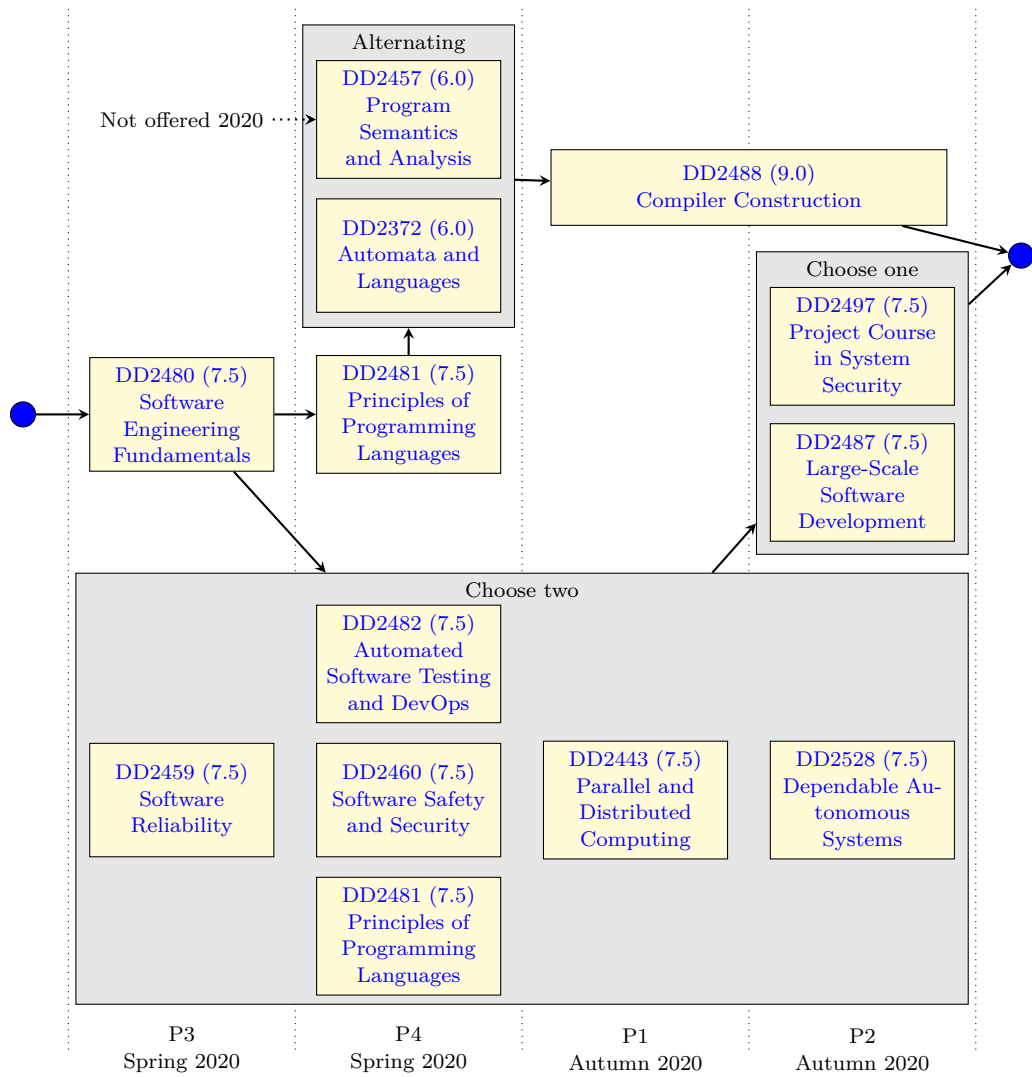 Alternating
DD2457 (6.0)
Program
Semantics
and Analysis
Not offered 2020
DD2372 (6.0)
Automata and
Languages
DD2488 (9.0)
Compiler Construction
Choose one
DD2497 (7.5)
Project Course
in System
Security
DD2487 (7.5)
Large-Scale
Software
Development
DD2480 (7.5)
Software
Engineering
Fundamentals
DD2481 (7.5)
Principles of
Programming
Languages
Choose two
DD2482 (7.5)
Automated
Software Testing
and DevOps
DD2459 (7.5)
Software
Reliability
DD2460 (7.5)
Software Safety
and Security
DD2443 (7.5)
Parallel and
Distributed
Computing
DD2528 (7.5)
Dependable Au-
tonomous Systems
DD2481 (7.5)
Principles of
Programming
Languages
P3
Spring 2020
P4
Spring 2020
P1
Autumn 2020
P2
Autumn 2020